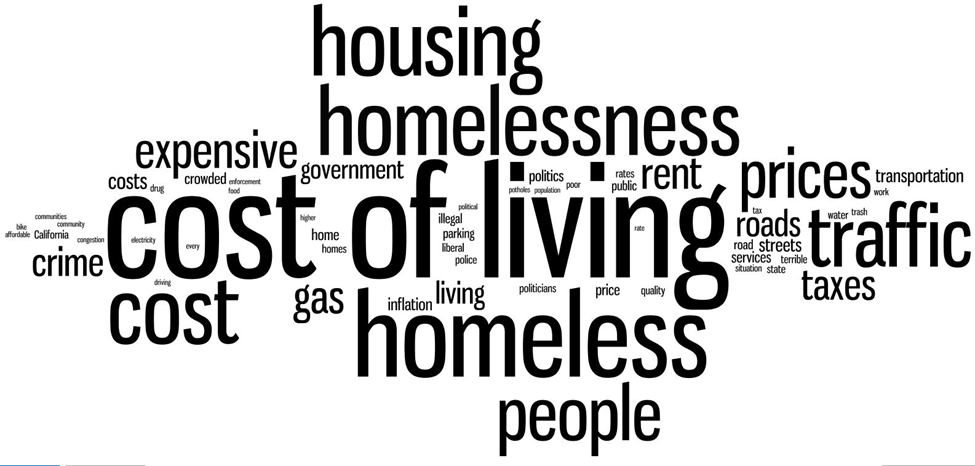 housing
homelessness
expensive
government
politics
rates
rent
prices
transportation
costs
drug
crowded
enforcement
food
potholes
population
poor
public
work
cost of living
communities
community
bike
affordable
California
congestion
electricity
every
higher
home
homes
political
illegal
parking
liberal
police
rate
tax
roads
water
trash
traffic
road
streets
services
terrible
situation
state
crime
driving
cost
gas
inflation
living
politicians
price
quality
taxes
homeless
people